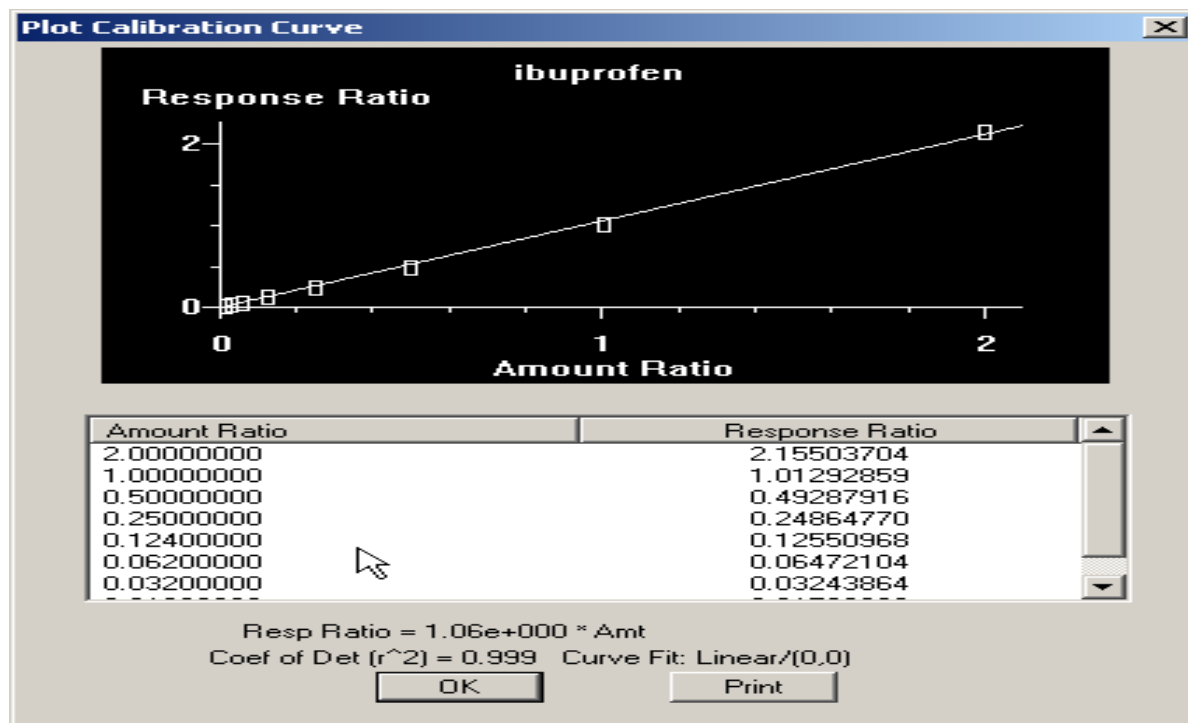 Plot Calibration Curve
ibuprofen
Response Ratio
2
0
0 1 2
Amount Ratio
Amount Ratio Response Ratio
2.00000000 2.15503704
1.00000000 1.01292859
0.50000000 0.49287916
0.25000000 0.24864770
0.12400000 0.12550968
0.06200000 0.06472104
0.03200000 0.03243864
Resp Ratio = 1.06e+000 * Amt
Coef of Det (r^2) = 0.999 Curve Fit: Linear/(0,0)
OK Print